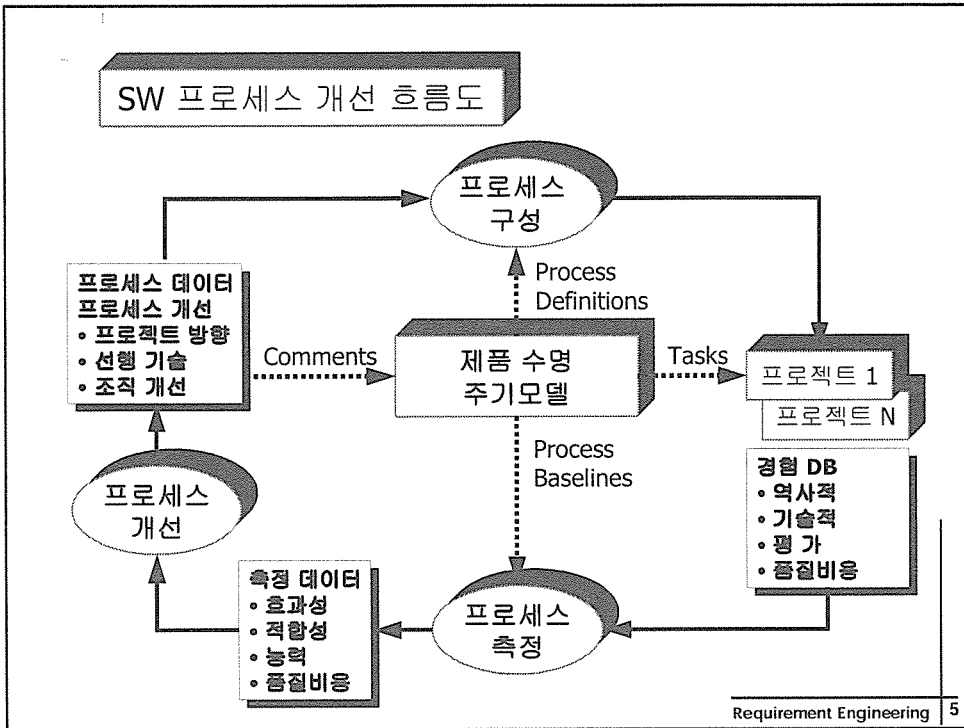 SW 프로세스 개선 흐름도
프로세스
구성
Process
Definitions
프로세스 데이터
프로세스 개선
• 프로젝트 방향
• 선행 기술
• 조직 개선
Comments
제품 수명
주기모델
Tasks
프로젝트 1
프로젝트 N
Process
Baselines
경험 DB
• 역사적
• 기술적
• 평 가
• 품질비용
프로세스
개선
측정 데이터
• 효과성
• 적합성
• 능력
• 품질비용
프로세스
측정
Requirement Engineering 5